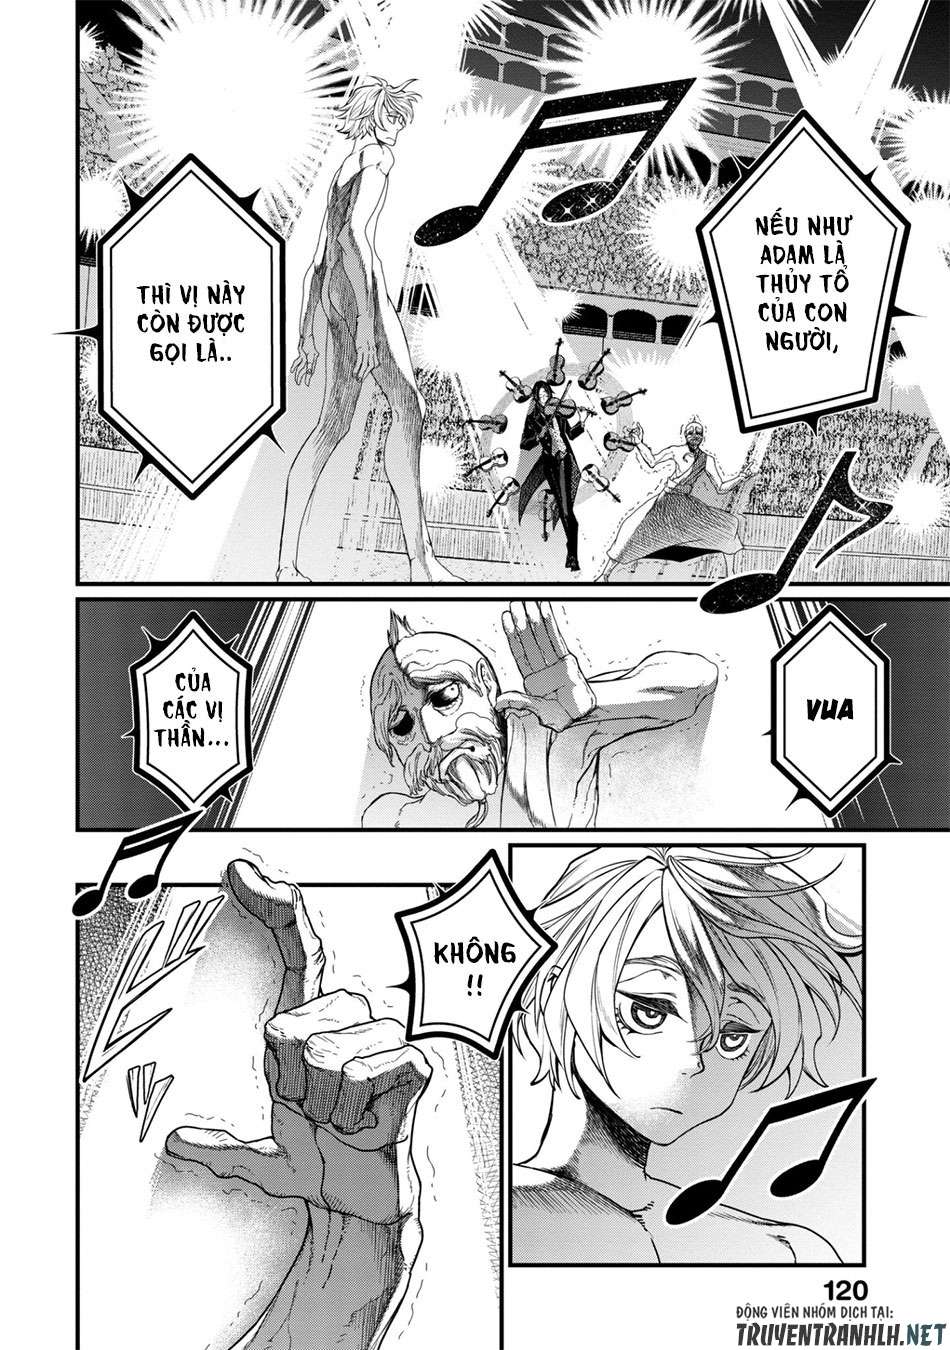 NẾU NHƯ
ADAM LÀ
THỦY TỔ
CỦA CON
NGƯỜI,
THÌ VỊ NÀY
CÒN ĐƯỢC
GỌI LÀ..
VUA
CỦA
CÁC VỊ
THẦN...
KHÔNG
!!
120
ĐỘNG VIÊN NHÓM DỊCH TẠI:
TRUYENTRANHLH.NET